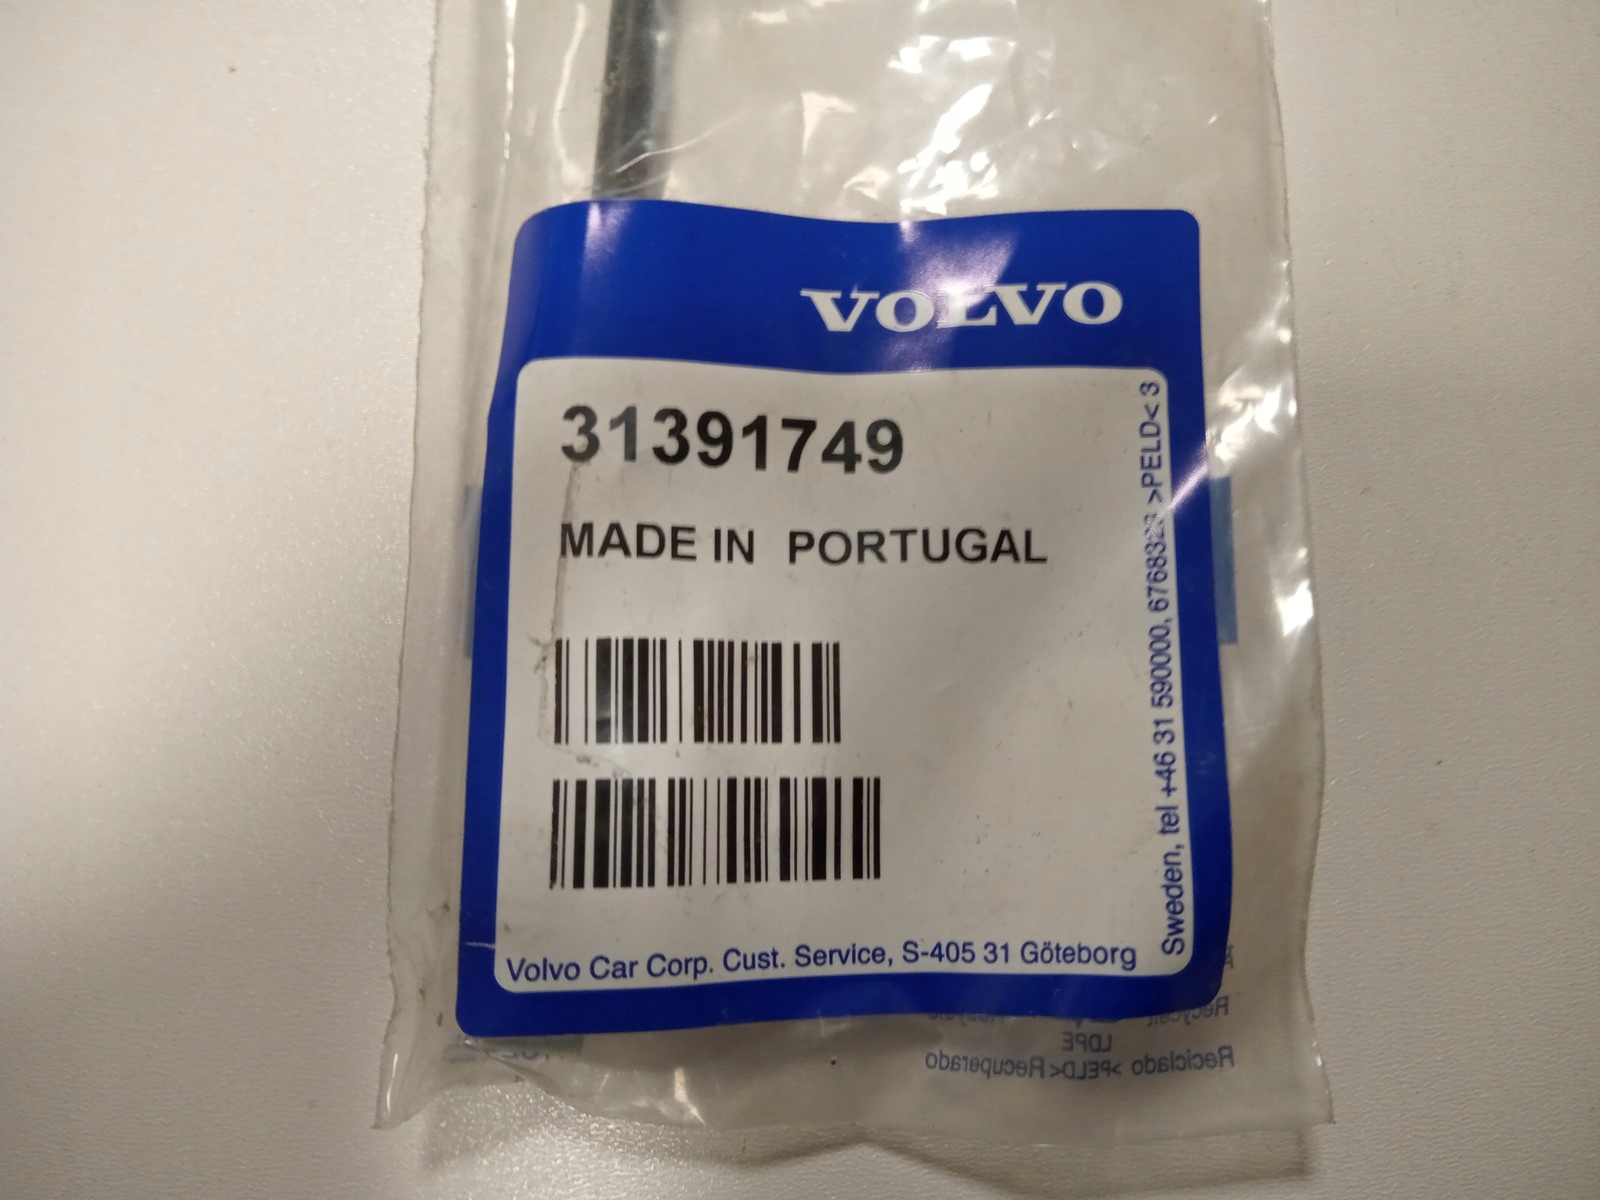 VOLVO
31391749
MADE IN PORTUGAL
Volvo Car Corp. Cust. Service, S-405 31 Göteborg
Sweden, tel +46 31 590000, 6768323 >PELD< 3
LDPE
Reciclado >PELD< Recuperado